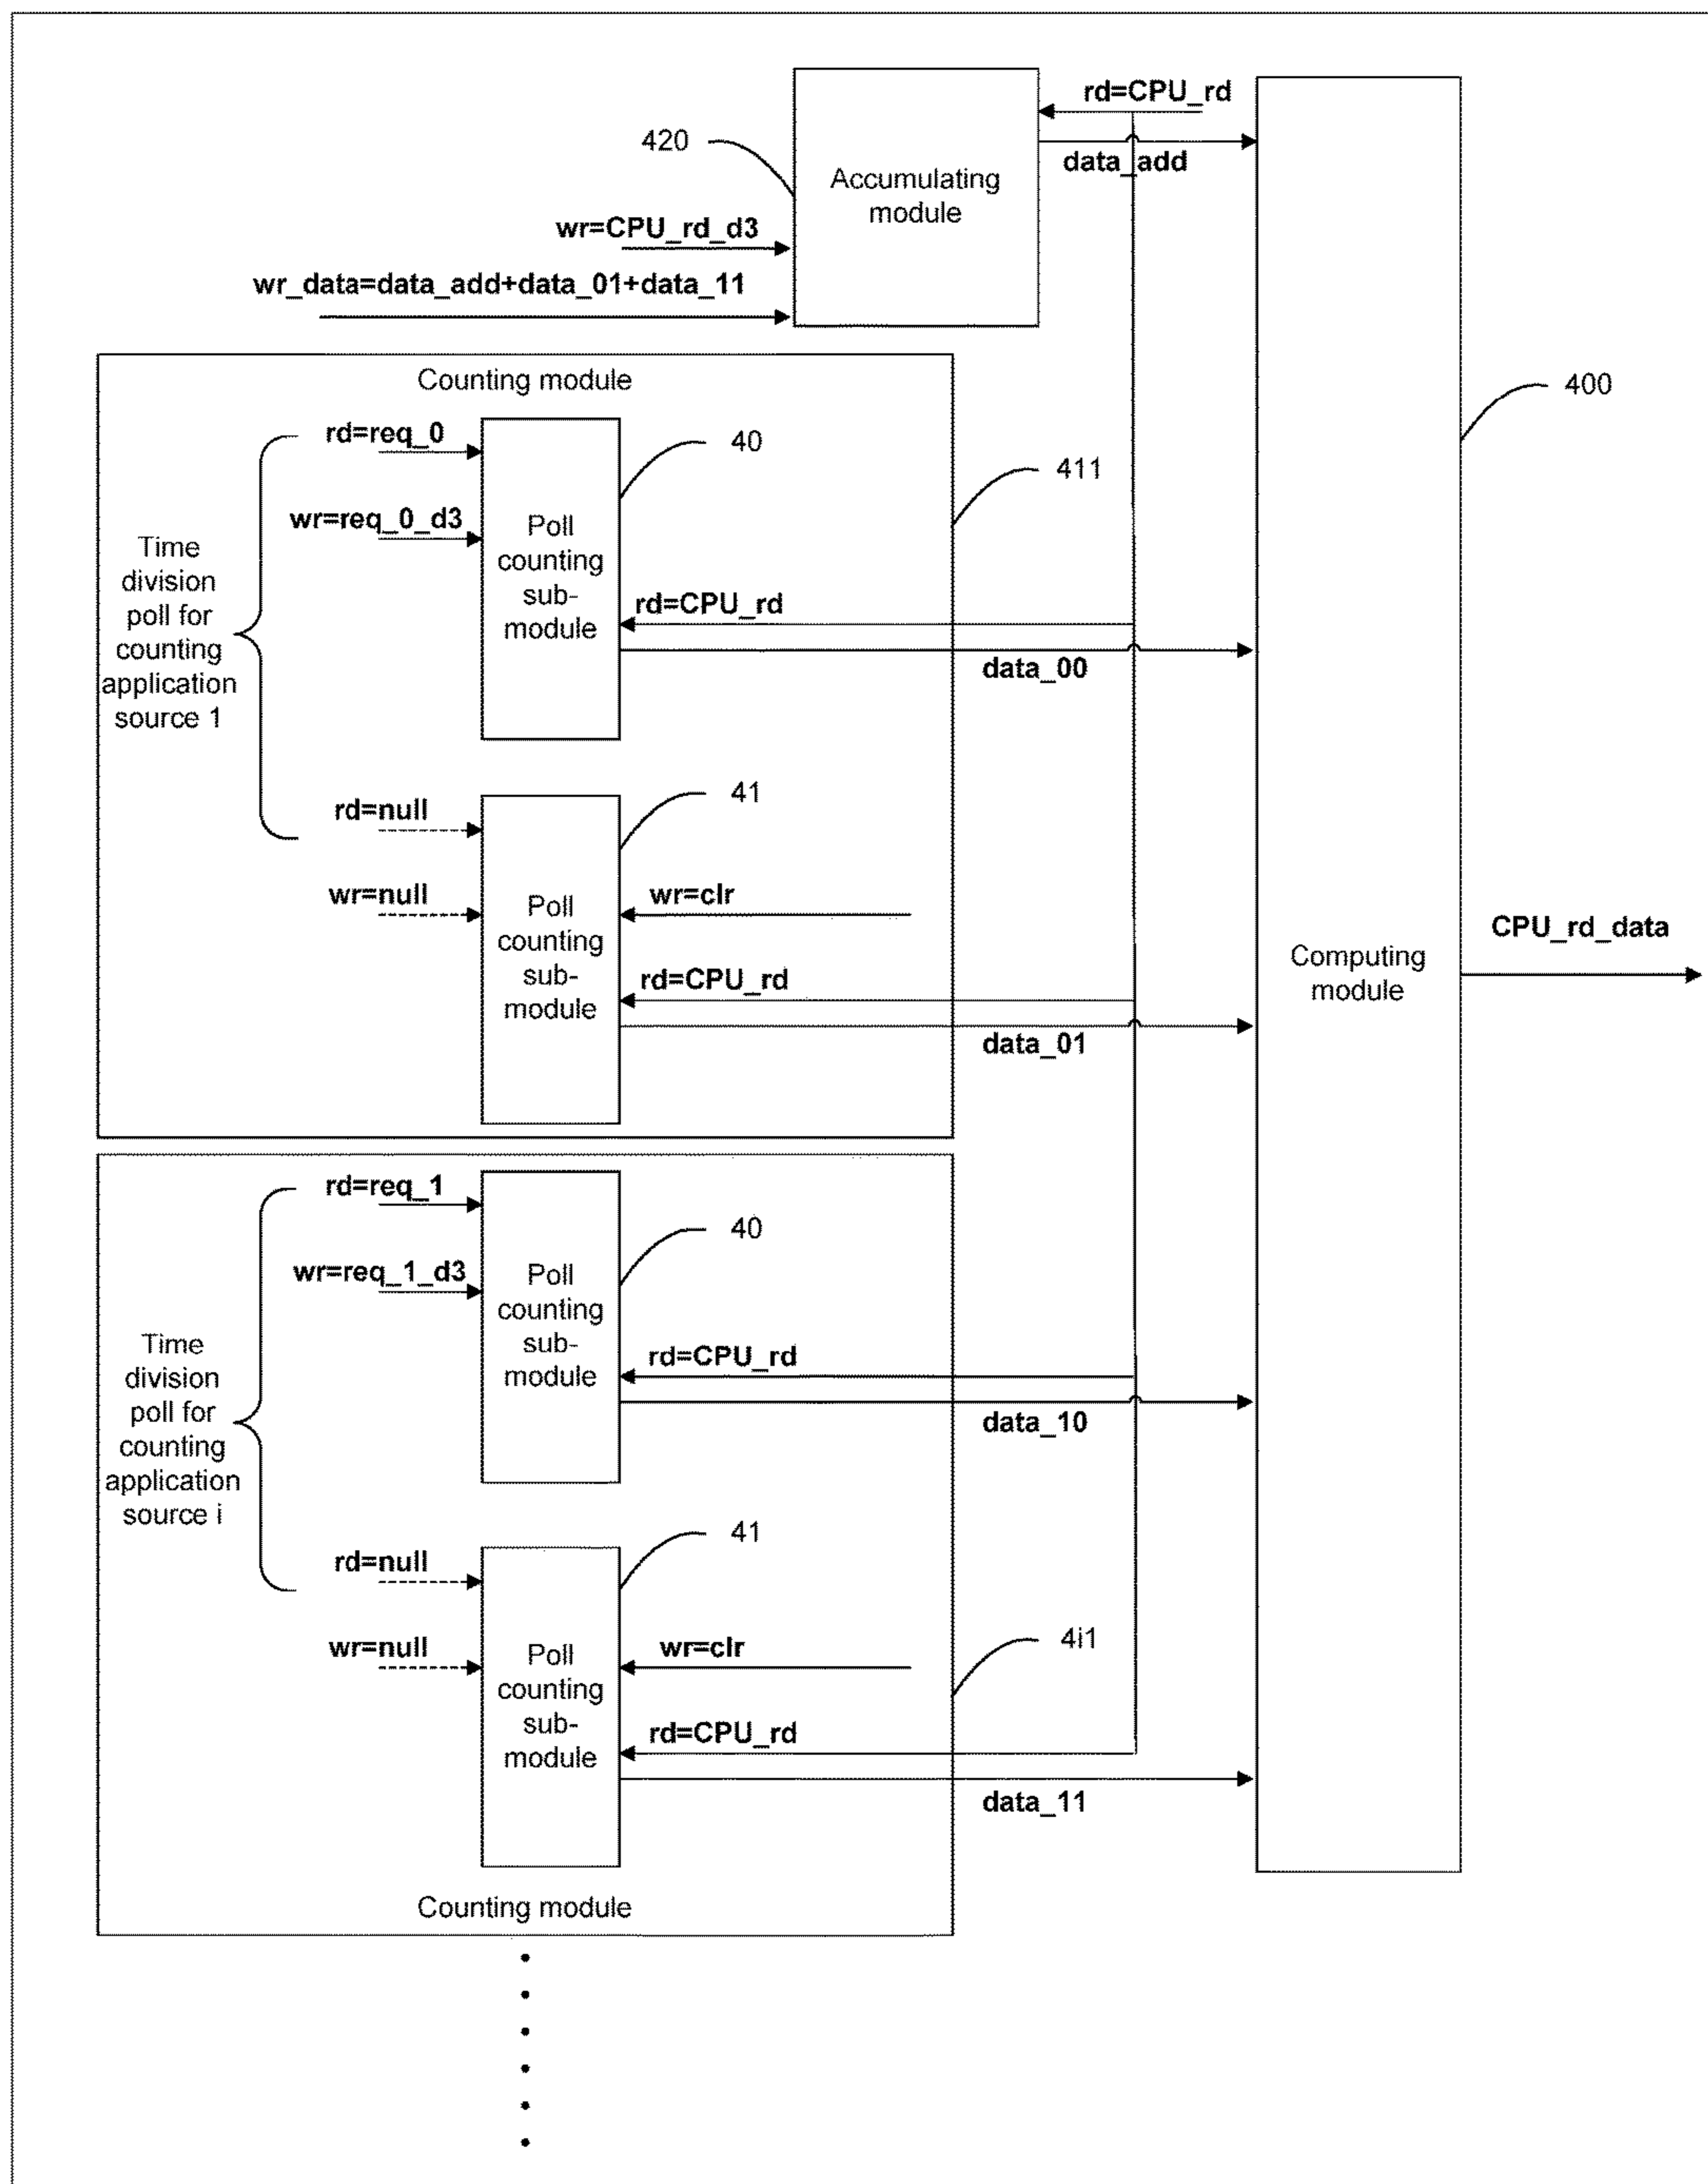 rd=CPU_rd
420
data_add
Accumulating
module
wr=CPU_rd_d3
wr_data=data_add+data_01+data_11
Counting module
400
rd=req_0
40
411
wr=req_0_d3
Poll
counting
sub-
module
Time
division
poll for
counting
application
source 1
rd=CPU_rd
data_00
rd=null
41
wr=null
Poll
counting
sub-
module
wr=clr
CPU_rd_data
Computing
module
rd=CPU_rd
data_01
rd=req_1
40
wr=req_1_d3
Poll
counting
sub-
module
Time
division
poll for
counting
application
source i
rd=CPU_rd
data_10
41
rd=null
wr=null
Poll
counting
sub-
module
wr=clr
4i1
rd=CPU_rd
data_11
Counting module